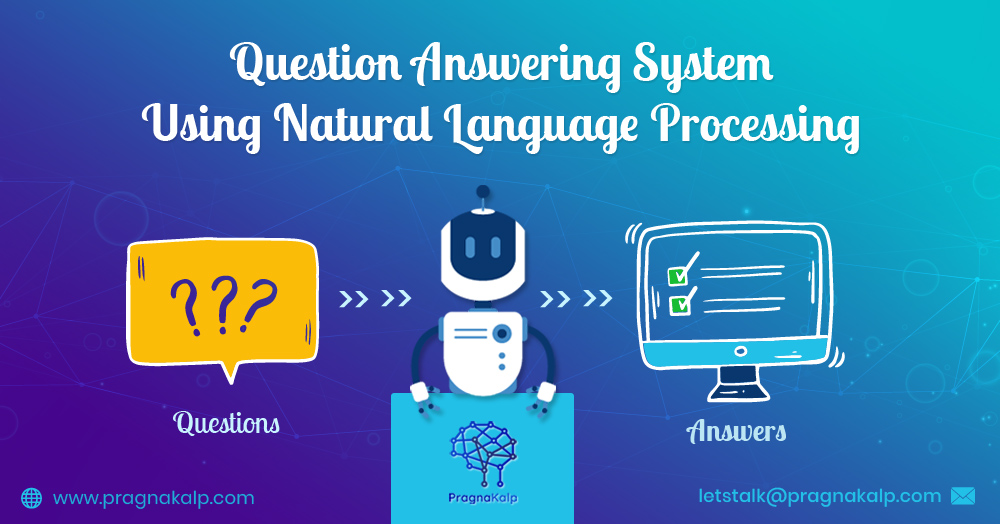 Question Answering System
Using Natural Language Processing
???
Questions
Answers
PragnaKalp
www.pragnakalp.com
letstalk@pragnakalp.com